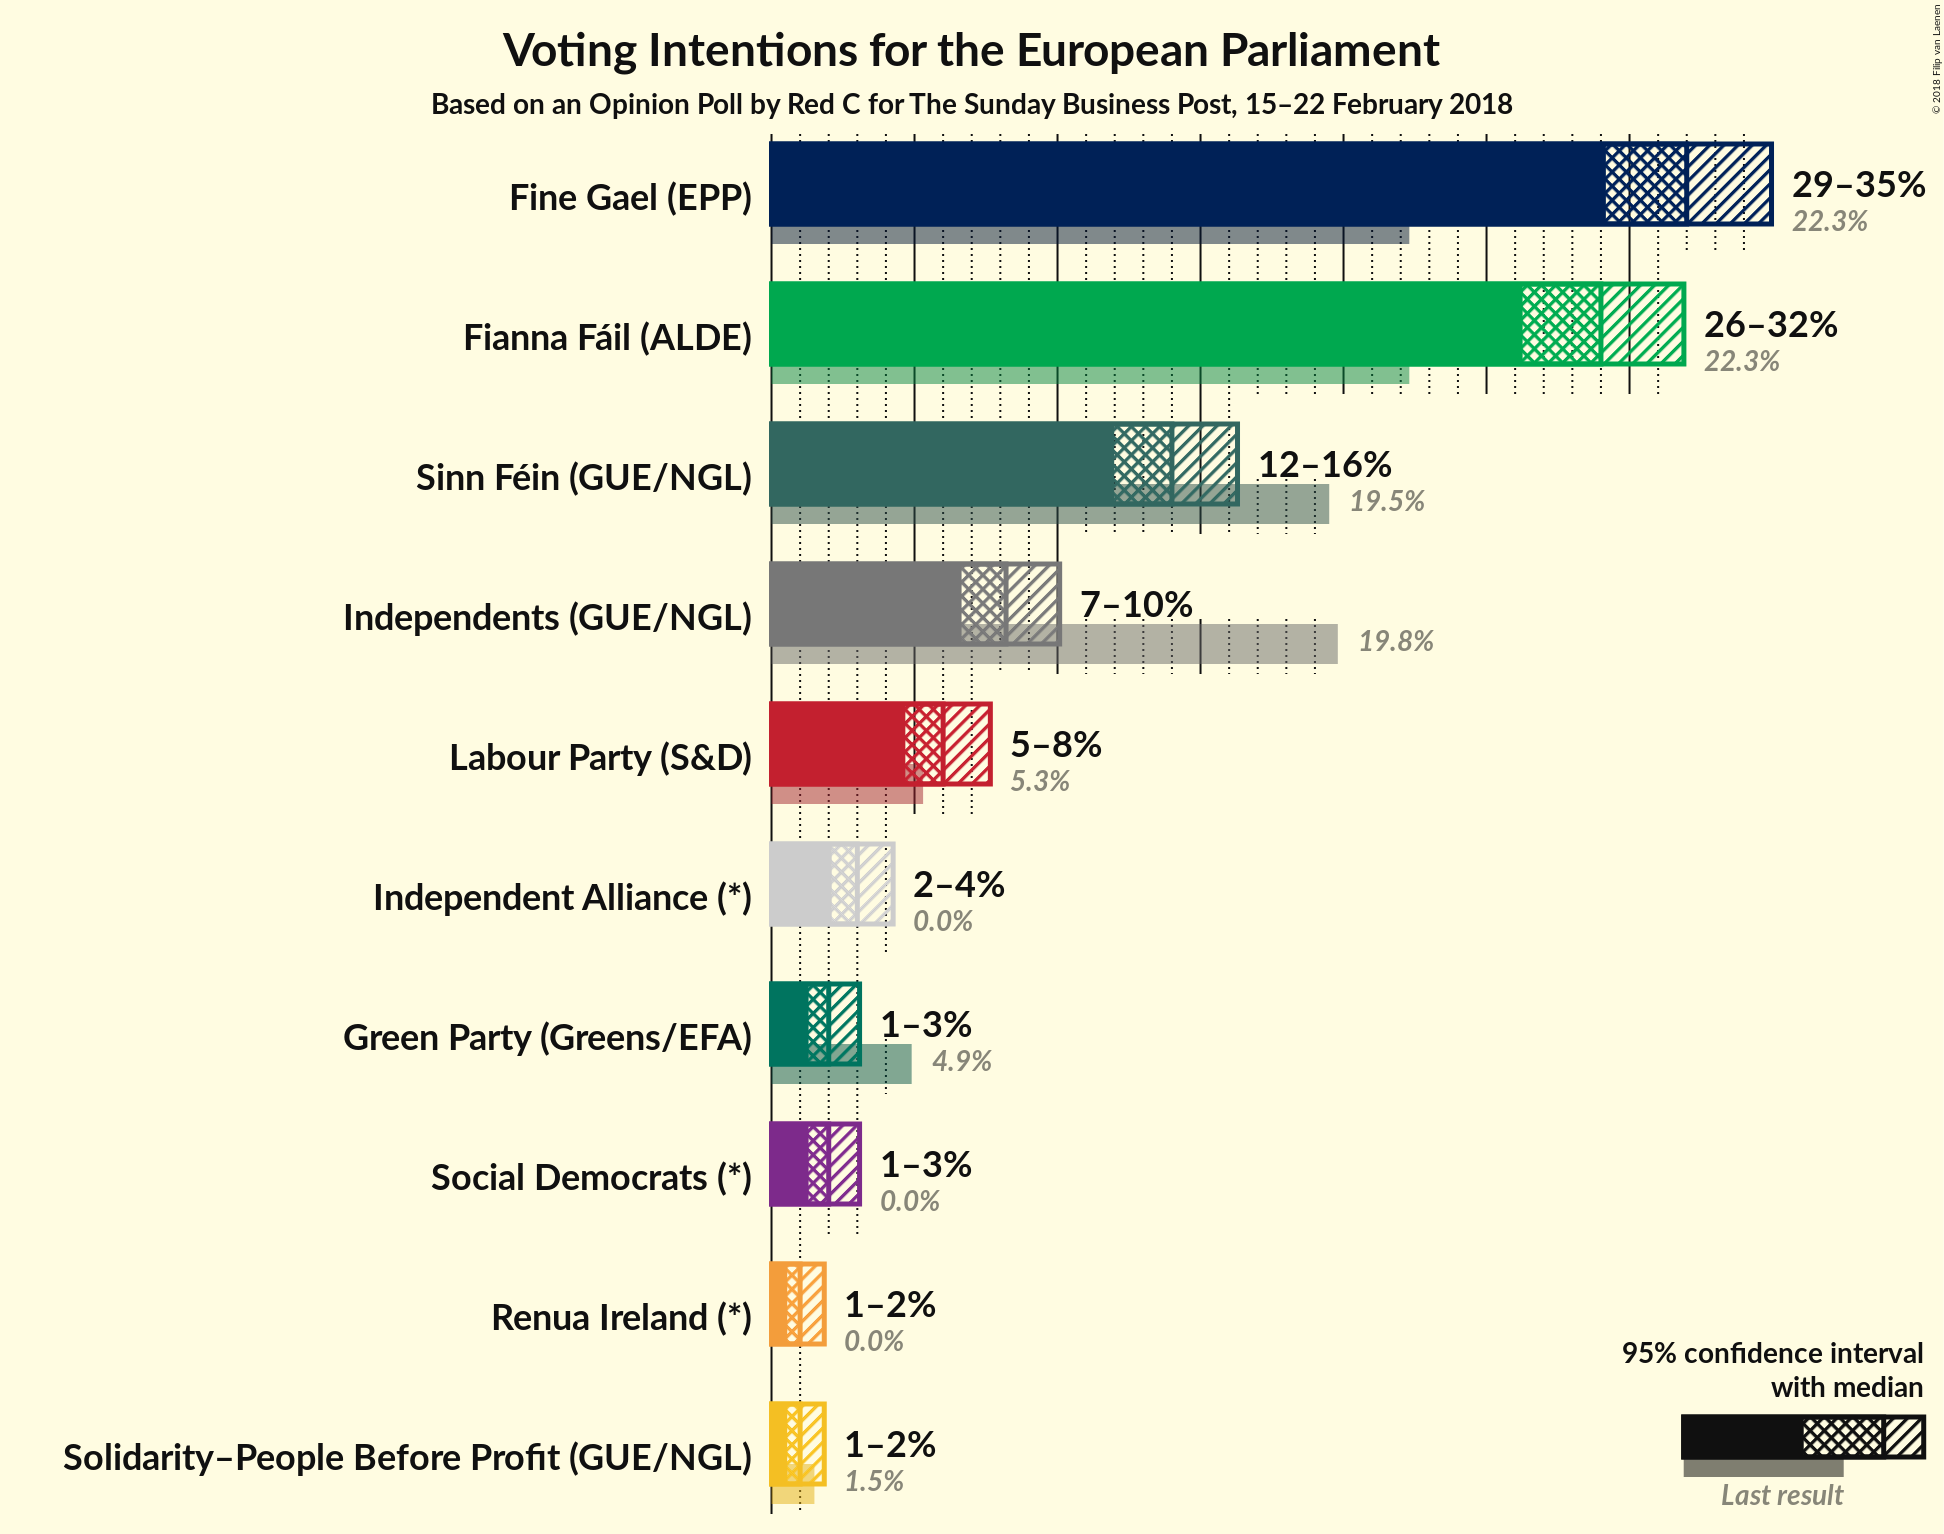 Voting Intentions for the European Parliament
Based on an Opinion Poll by Red C for The Sunday Business Post, 15–22 February 2018
© 2018 Filip van Laenen
Fine Gael (EPP)
29–35%
22.3%
Fianna Fáil (ALDE)
26–32%
22.3%
Sinn Féin (GUE/NGL)
12–16%
19.5%
Independents (GUE/NGL)
7–10%
19.8%
Labour Party (S&D)
5–8%
5.3%
Independent Alliance (*)
2–4%
0.0%
Green Party (Greens/EFA)
1–3%
4.9%
Social Democrats (*)
1–3%
0.0%
Renua Ireland (*)
1–2%
0.0%
Solidarity–People Before Profit (GUE/NGL)
1–2%
1.5%
95% confidence interval
with median
Last result